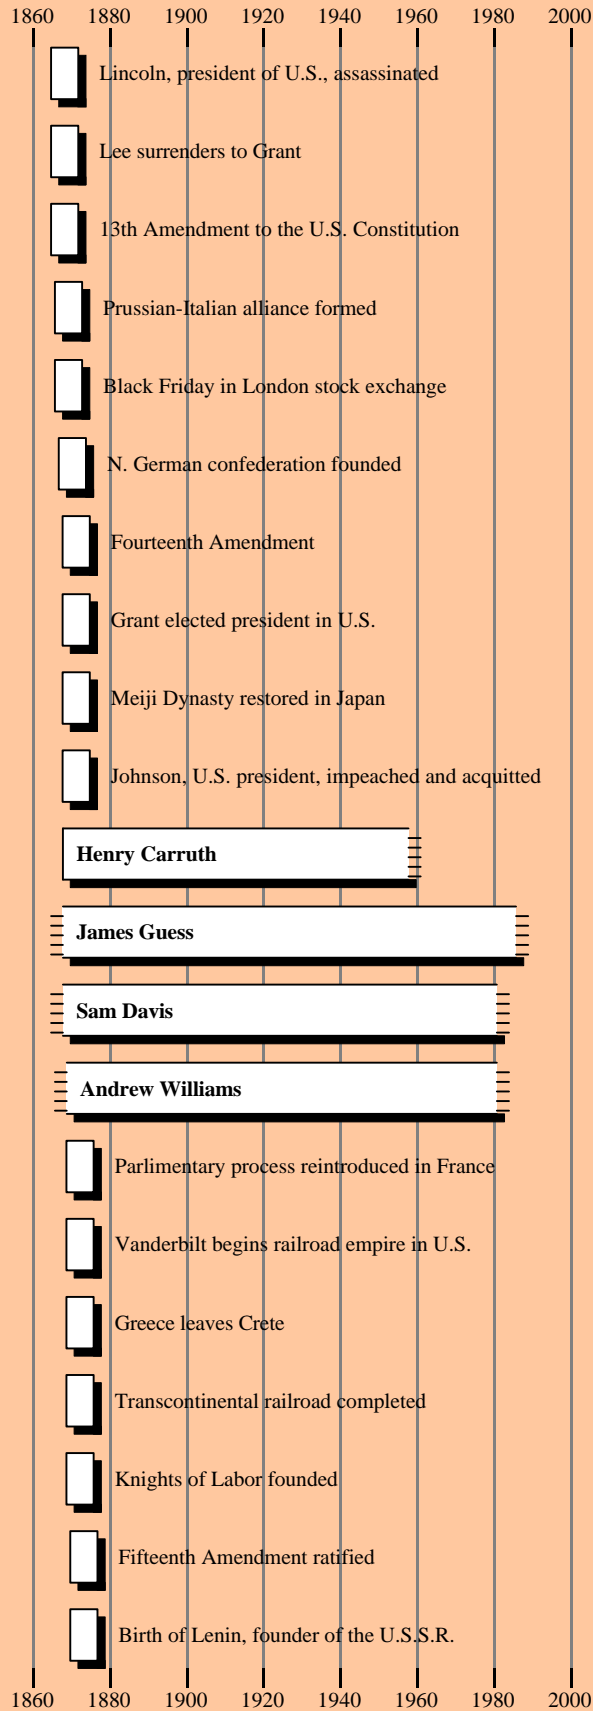 1860 1880 1900 1920 1940 1960 1980 2000
Lincoln, president of U.S., assassinated
Lee surrenders to Grant
13th Amendment to the U.S. Constitution
Prussian-Italian alliance formed
Black Friday in London stock exchange
N. German confederation founded
Fourteenth Amendment
Grant elected president in U.S.
Meiji Dynasty restored in Japan
Johnson, U.S. president, impeached and acquitted
Henry Carruth
James Guess
Sam Davis
Andrew Williams
Parlimentary process reintroduced in France
Vanderbilt begins railroad empire in U.S.
Greece leaves Crete
Transcontinental railroad completed
Knights of Labor founded
Fifteenth Amendment ratified
Birth of Lenin, founder of the U.S.S.R.
1860 1880 1900 1920 1940 1960 1980 2000